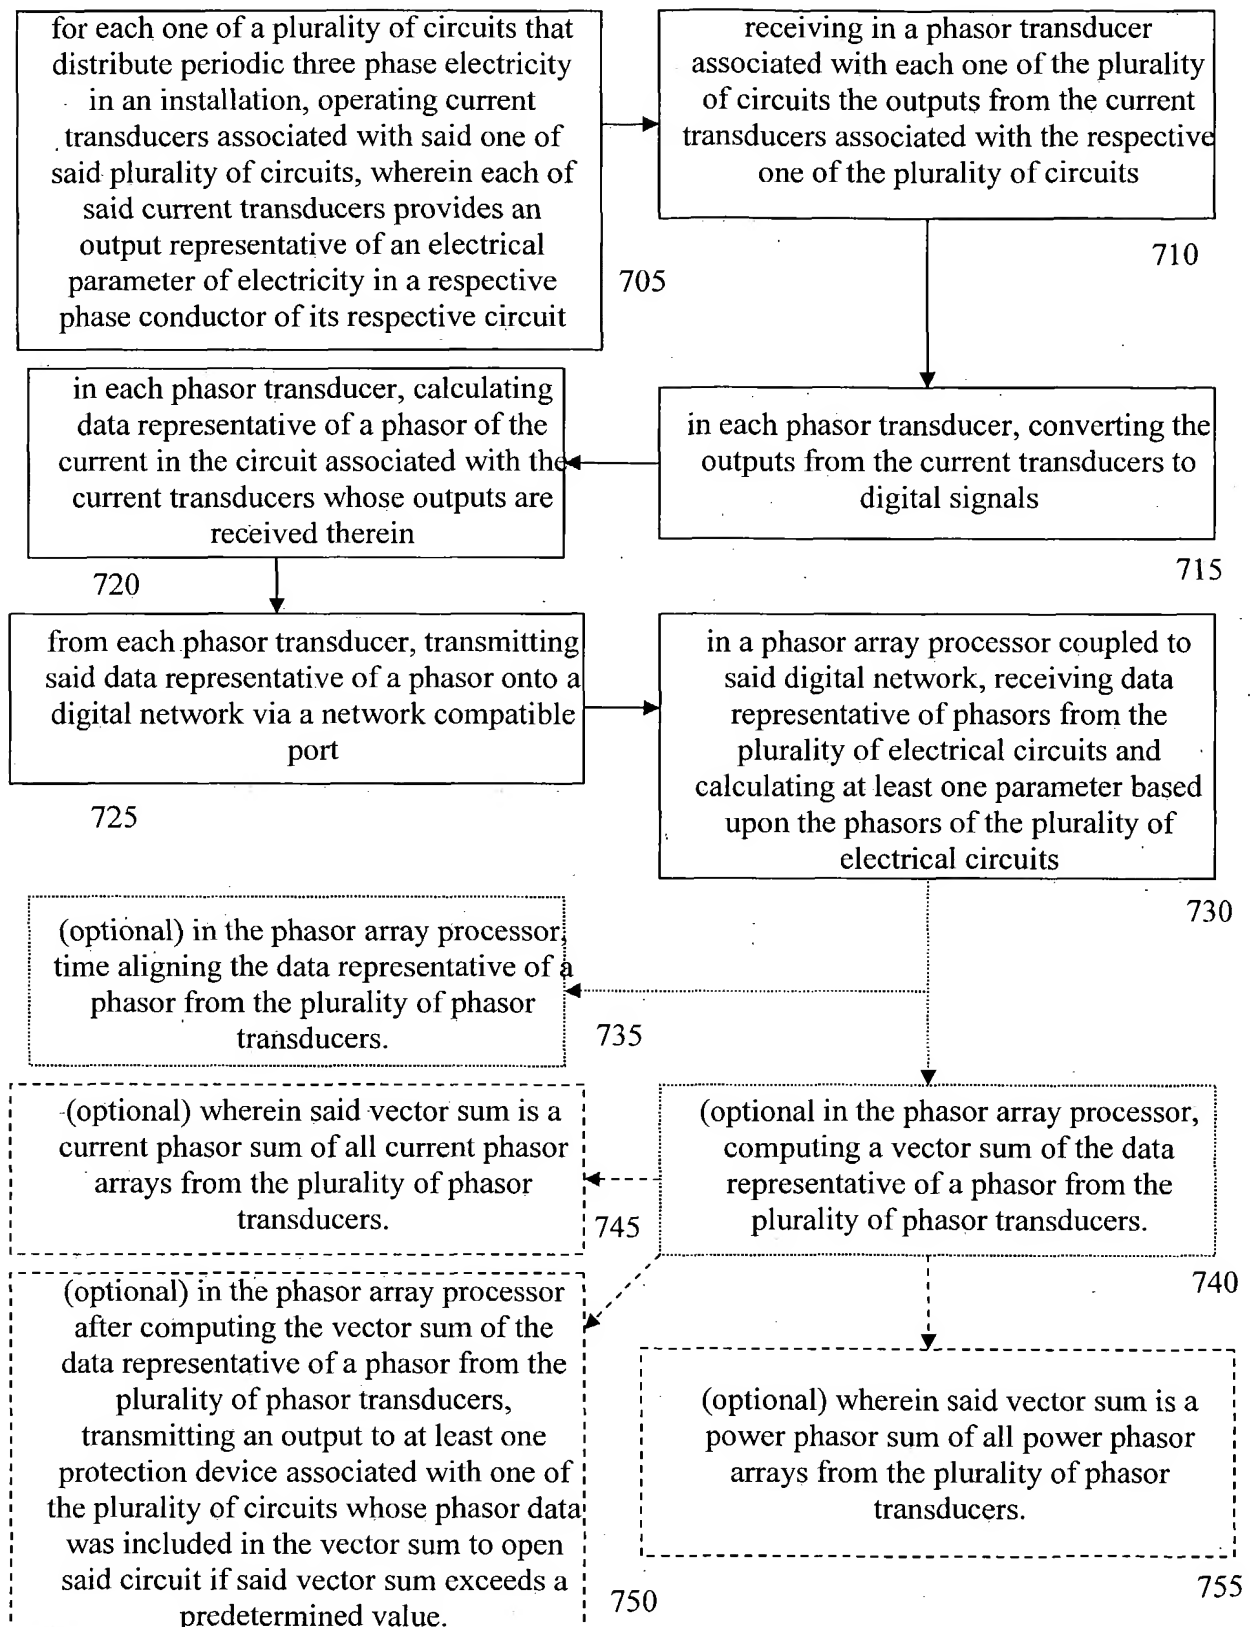 for each one of a plurality of circuits that
distribute periodic three phase electricity
in an installation, operating current
transducers associated with said one of
said plurality of circuits, wherein each of
said current transducers provides an
output representative of an electrical
parameter of electricity in a respective
phase conductor of its respective circuit
705
receiving in a phasor transducer
associated with each one of the plurality
of circuits the outputs from the current
transducers associated with the respective
one of the plurality of circuits
710
in each phasor transducer, converting the
outputs from the current transducers to
digital signals
715
in each phasor transducer, calculating
data representative of a phasor of the
current in the circuit associated with the
current transducers whose outputs are
received therein
720
from each phasor transducer, transmitting
said data representative of a phasor onto a
digital network via a network compatible
port
725
in a phasor array processor coupled to
said digital network, receiving data
representative of phasors from the
plurality of electrical circuits and
calculating at least one parameter based
upon the phasors of the plurality of
electrical circuits
730
(optional) in the phasor array processor,
time aligning the data representative of a
phasor from the plurality of phasor
transducers.
735
(optional in the phasor array processor,
computing a vector sum of the data
representative of a phasor from the
plurality of phasor transducers.
740
(optional) wherein said vector sum is a
current phasor sum of all current phasor
arrays from the plurality of phasor
transducers.
745
(optional) in the phasor array processor
after computing the vector sum of the
data representative of a phasor from the
plurality of phasor transducers,
transmitting an output to at least one
protection device associated with one of
the plurality of circuits whose phasor data
was included in the vector sum to open
said circuit if said vector sum exceeds a
predetermined value.
750
(optional) wherein said vector sum is a
power phasor sum of all power phasor
arrays from the plurality of phasor
transducers.
755